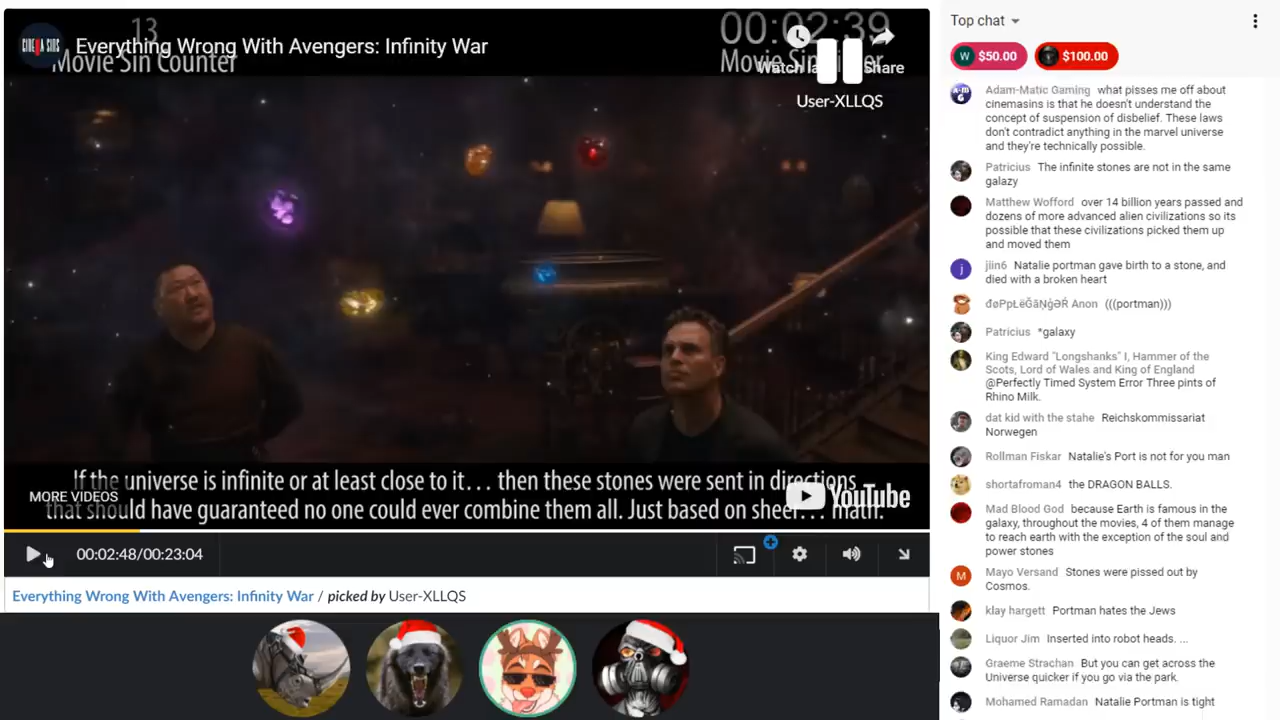 CINEMA SINS
Everything Wrong With Avengers: Infinity War
13
Movie Sin Counter
00:02:39
Movie Sin
Share
User-XLLQS
If the universe is infinite or at least close to it… then these stones were sent in directions
that should have guaranteed no one could ever combine them all. Just based on sheer… math.
MORE VIDEOS
YouTube
00:02:48/00:23:04
Everything Wrong With Avengers: Infinity War / picked by User-XLLQS
Top chat
W $50.00
$100.00
Adam-Matic Gaming what pisses me off about
cinemasins is that he doesn't understand the
concept of suspension of disbelief. These laws
don't contradict anything in the marvel universe
and they're technically possible.
Patricius The infinite stones are not in the same
galazy
Matthew Wofford over 14 billion years passed and
dozens of more advanced alien civilizations so its
possible that these civilizations picked them up
and moved them
j
jiin6 Natalie portman gave birth to a stone, and
died with a broken heart
Anon (((portman)))
Patricius *galaxy
King Edward "Longshanks" I, Hammer of the
Scots, Lord of Wales and King of England
@Perfectly Timed System Error Three pints of
Rhino Milk.
dat kid with the stahe Reichskommissariat
Norwegen
Rollman Fiskar Natalie's Port is not for you man
shortafroman4 the DRAGON BALLS.
Mad Blood God because Earth is famous in the
galaxy, throughout the movies, 4 of them manage
to reach earth with the exception of the soul and
power stones
M
Mayo Versand Stones were pissed out by
Cosmos.
klay hargett Portman hates the Jews
Liquor Jim Inserted into robot heads. ...
Graeme Strachan But you can get across the
Universe quicker if you go via the park.
Mohamed Ramadan Natalie Portman is tight